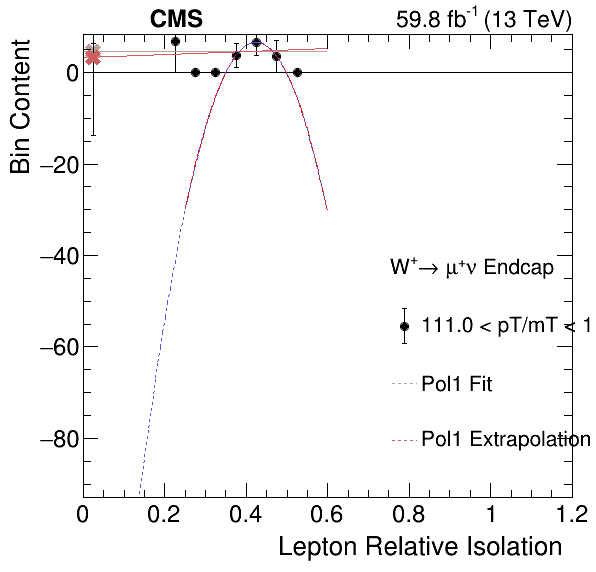 CMS 59.8 fb⁻¹ (13 TeV)
Bin Content
0
−20
−40
−60
−80
W⁺→ μ⁺ν Endcap
111.0 < pT/mT < 1
Pol1 Fit
Pol1 Extrapolation
0 0.2 0.4 0.6 0.8 1 1.2
Lepton Relative Isolation